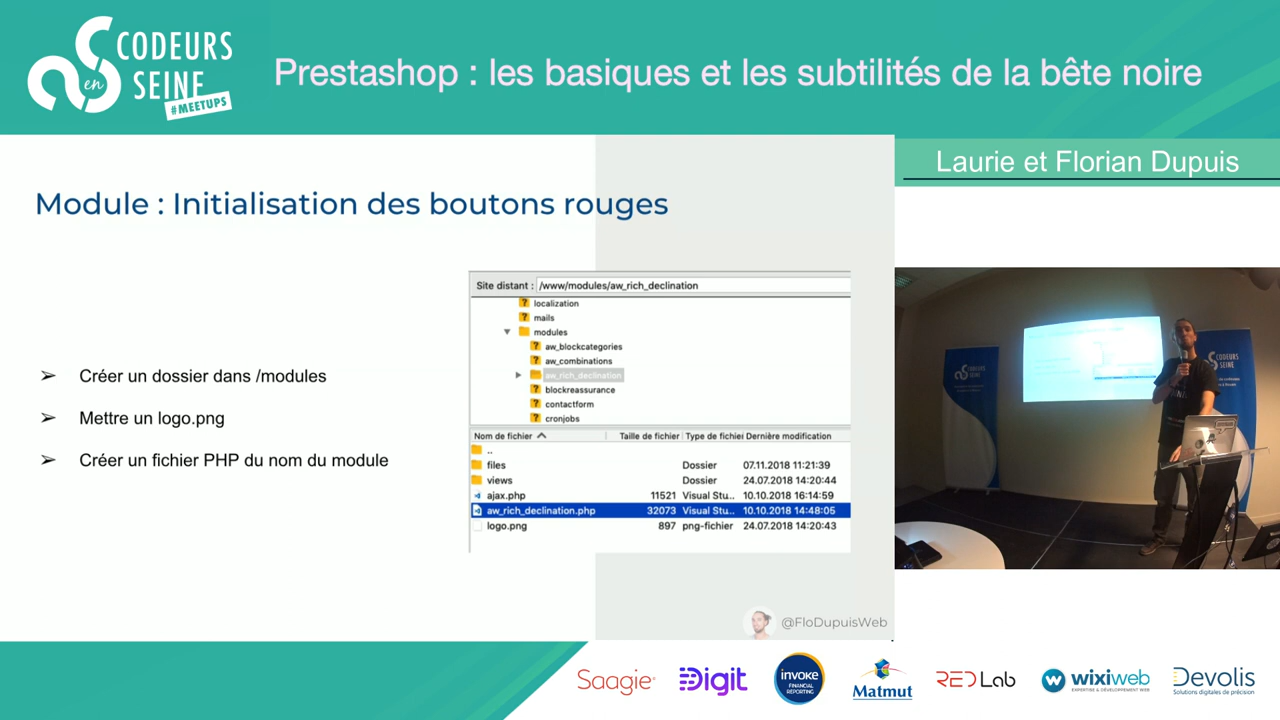 CODEURS
en
SEINE
#MEETUPS
Prestashop : les basiques et les subtilités de la bête noire
Laurie et Florian Dupuis
Module : Initialisation des boutons rouges
➢ Créer un dossier dans /modules
➢ Mettre un logo.png
➢ Créer un fichier PHP du nom du module
Site distant : /www/modules/aw_rich_declination
localization
mails
modules
aw_blockcategories
aw_combinations
aw_rich_declination
blockreassurance
contactform
cronjobs
Nom de fichier Taille de fichier Type de fichier Dernière modification
..
files Dossier 07.11.2018 11:21:39
views Dossier 24.07.2018 14:20:44
ajax.php 11521 Visual Stu... 10.10.2018 16:14:59
aw_rich_declination.php 32073 Visual Stu... 10.10.2018 14:48:05
logo.png 897 png-fichier 24.07.2018 14:20:43
@FloDupuisWeb
CODEURS
SEINE
CODEURS
SEINE
Saagie
Digit
invoke
FINANCIAL
REPORTING
Matmut
RED Lab
wixiweb
EXPERTISE & DÉVELOPPEMENT WEB
Devolis
Solutions digitales de précision